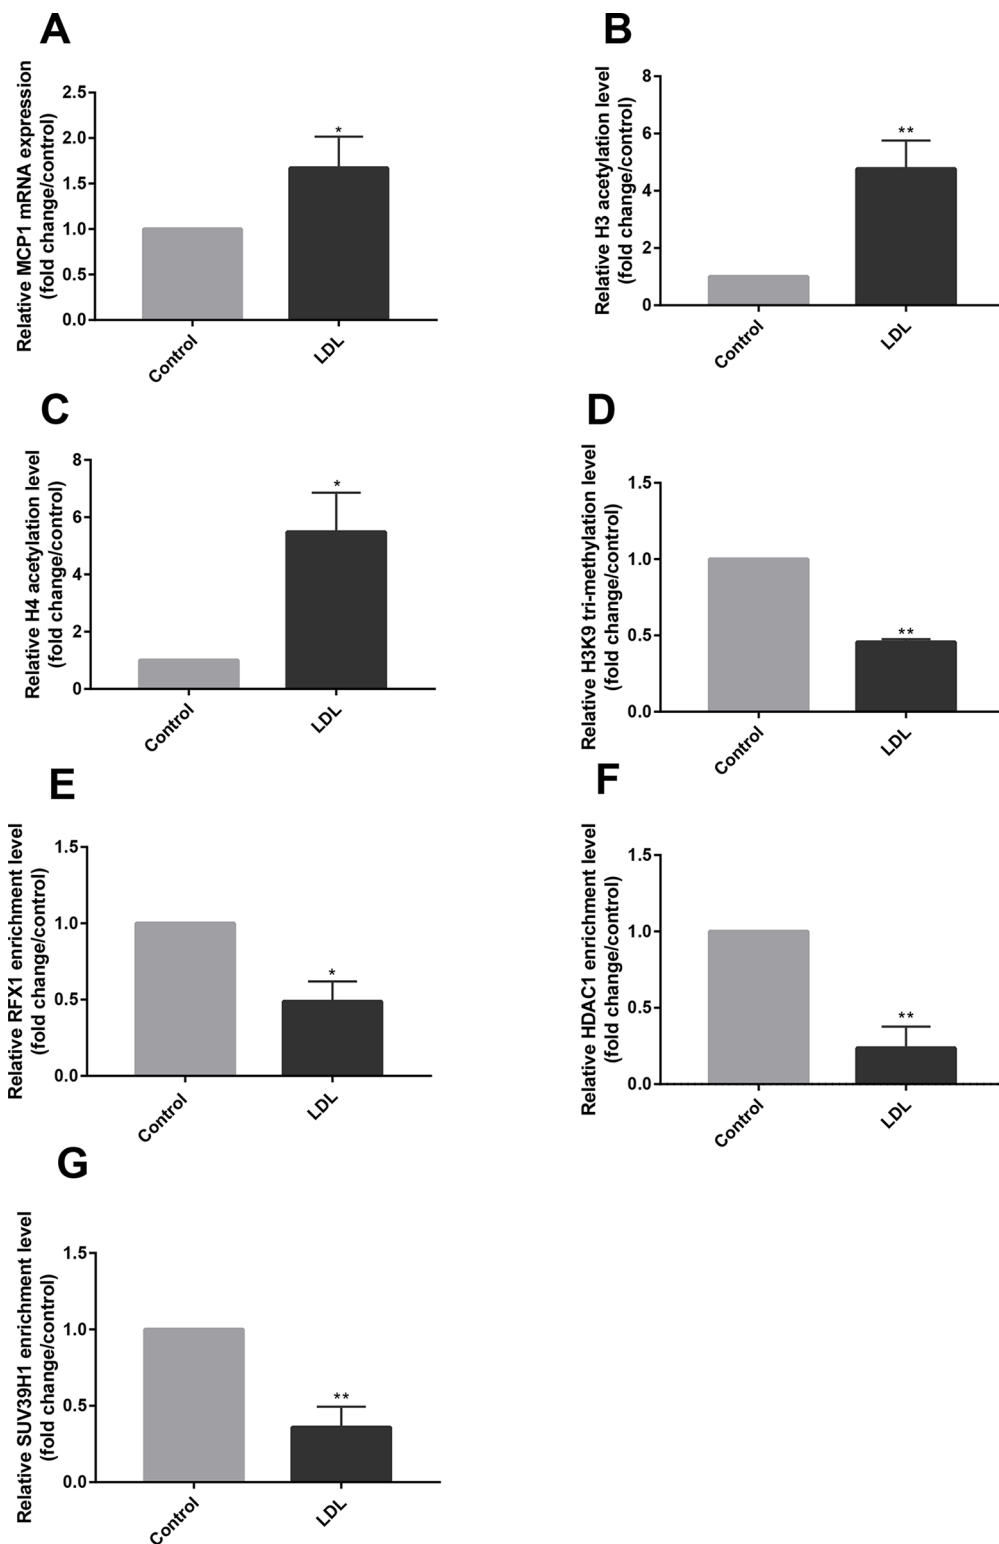 A
Relative MCP1 mRNA expression
(fold change/control)
2.5
2.0
1.5
1.0
0.5
0.0
*
Control
LDL
B
Relative H3 acetylation level
(fold change/control)
8
6
4
2
0
**
Control
LDL
C
Relative H4 acetylation level
(fold change/control)
8
6
4
2
0
*
Control
LDL
D
Relative H3K9 tri-methylation level
(fold change/control)
1.5
1.0
0.5
0.0
**
Control
LDL
E
Relative RFX1 enrichment level
(fold change/control)
1.5
1.0
0.5
0.0
*
Control
LDL
F
Relative HDAC1 enrichment level
(fold change/control)
1.5
1.0
0.5
0.0
**
Control
LDL
G
Relative SUV39H1 enrichment level
(fold change/control)
1.5
1.0
0.5
0.0
**
Control
LDL